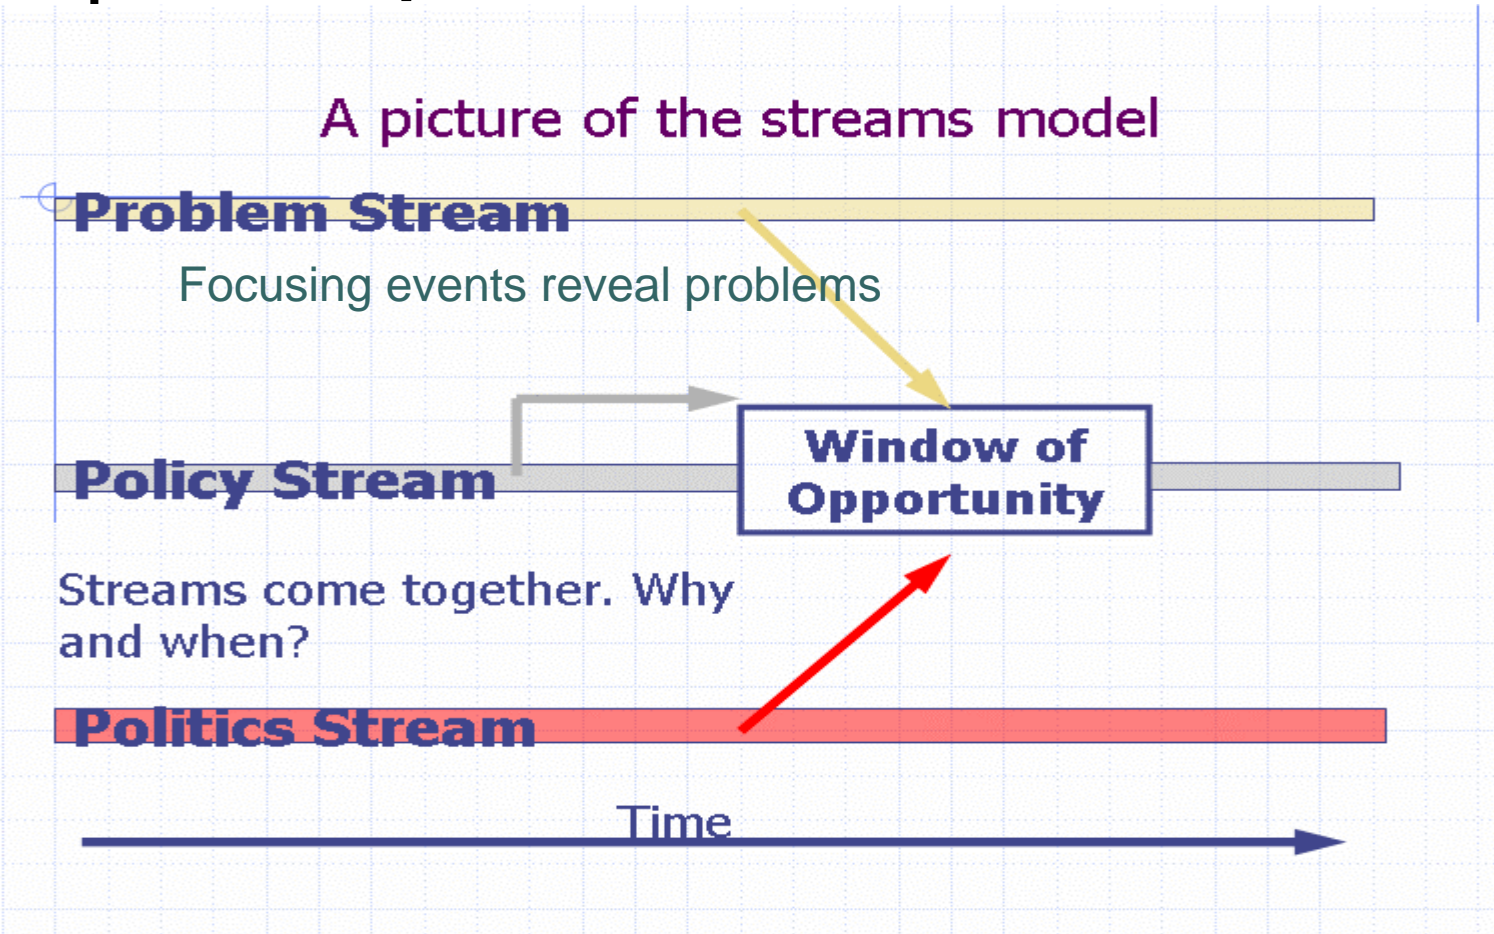 A picture of the streams model
Problem Stream
Focusing events reveal problems
Window of
Opportunity
Policy Stream
Streams come together. Why
and when?
Politics Stream
Time